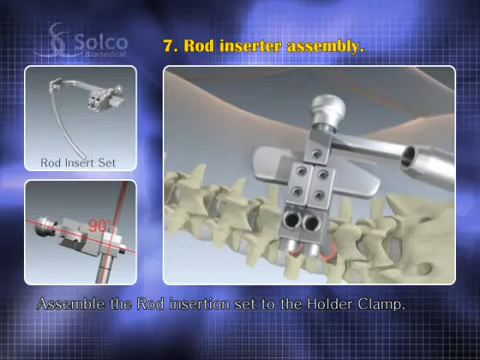 Solco
Biomedical
7. Rod inserter assembly.
Rod Insert Set
90°
Assemble the Rod insertion set to the Holder Clamp.